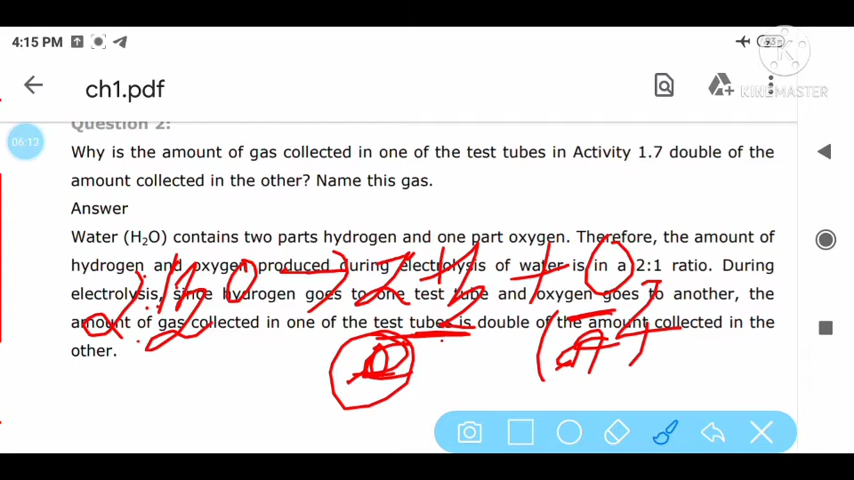 4:15 PM
93
KINEMASTER
ch1.pdf
06:13
Question 2:
Why is the amount of gas collected in one of the test tubes in Activity 1.7 double of the
amount collected in the other? Name this gas.
Answer
Water (H2O) contains two parts hydrogen and one part oxygen. Therefore, the amount of
hydrogen and oxygen produced during electrolysis of water is in a 2:1 ratio. During
electrolysis, since hydrogen goes to one test tube and oxygen goes to another, the
amount of gas collected in one of the test tubes is double of the amount collected in the
other.
2H2O → 2H2 + O2